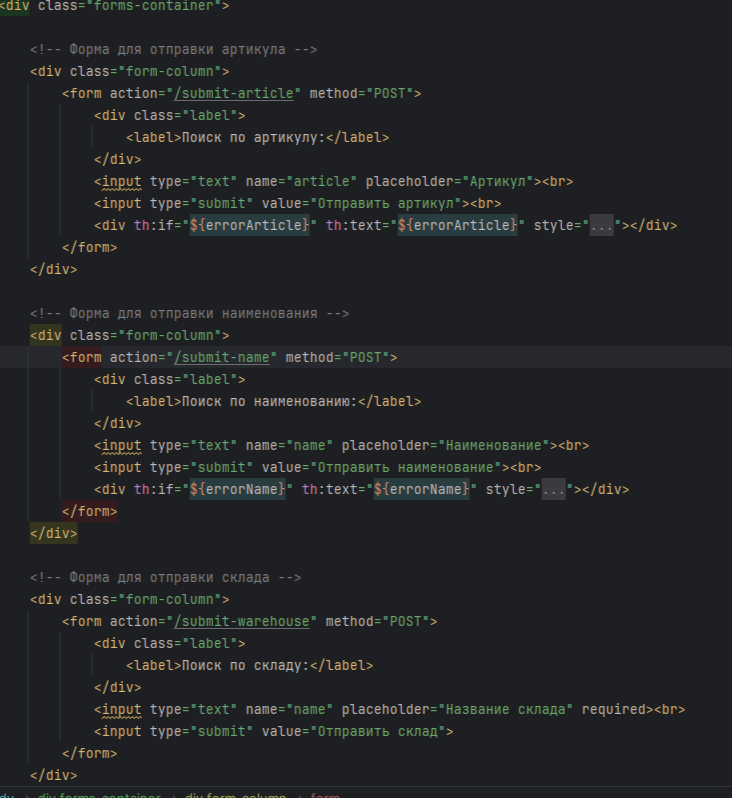 <div class="forms-container">
<!-- Форма для отправки артикула -->
<div class="form-column">
<form action="/submit-article" method="POST">
<div class="label">
<label>Поиск по артикулу:</label>
</div>
<input type="text" name="article" placeholder="Артикул"><br>
<input type="submit" value="Отправить артикул"><br>
<div th:if="${errorArticle}" th:text="${errorArticle}" style="..."></div>
</form>
</div>
<!-- Форма для отправки наименования -->
<div class="form-column">
<form action="/submit-name" method="POST">
<div class="label">
<label>Поиск по наименованию:</label>
</div>
<input type="text" name="name" placeholder="Наименование"><br>
<input type="submit" value="Отправить наименование"><br>
<div th:if="${errorName}" th:text="${errorName}" style="..."></div>
</form>
</div>
<!-- Форма для отправки склада -->
<div class="form-column">
<form action="/submit-warehouse" method="POST">
<div class="label">
<label>Поиск по складу:</label>
</div>
<input type="text" name="name" placeholder="Название склада" required><br>
<input type="submit" value="Отправить склад">
</form>
</div>
div.forms-container > div.form-column > form